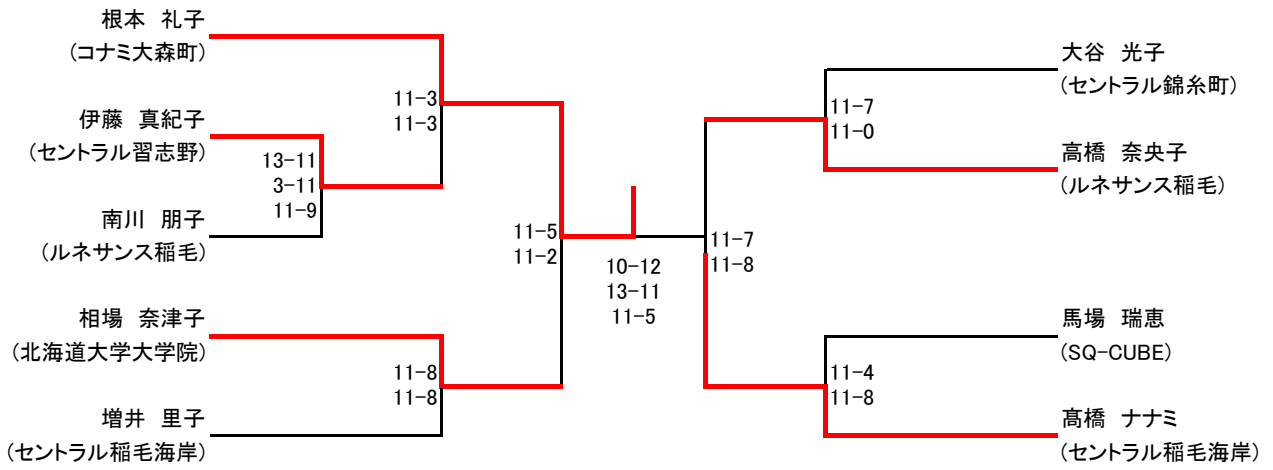 根本 礼子
(コナミ大森町)
伊藤 真紀子
(セントラル習志野)
南川 朋子
(ルネサンス稲毛)
相場 奈津子
(北海道大学大学院)
増井 里子
(セントラル稲毛海岸)
13-11
3-11
11-9
11-3
11-3
11-8
11-8
11-5
11-2
10-12
13-11
11-5
11-7
11-8
11-7
11-0
11-4
11-8
大谷 光子
(セントラル錦糸町)
高橋 奈央子
(ルネサンス稲毛)
馬場 瑞恵
(SQ-CUBE)
髙橋 ナナミ
(セントラル稲毛海岸)